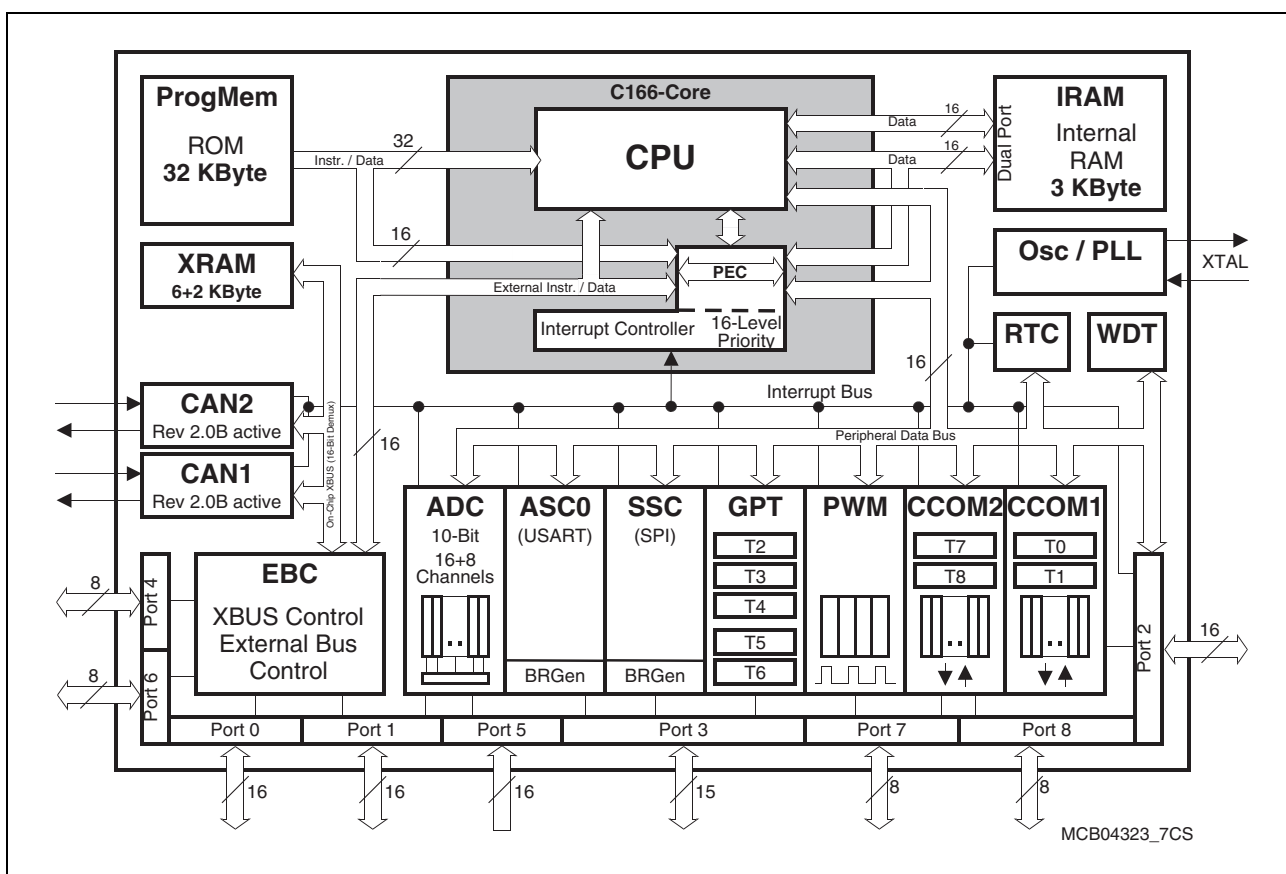 C166-Core
ProgMem
ROM
32 KByte
Instr. / Data
32
CPU
16
Data
16
Data
Dual Port
IRAM
Internal
RAM
3 KByte
XRAM
6+2 KByte
16
PEC
External Instr. / Data
Interrupt Controller
16-Level
Priority
Osc / PLL
XTAL
RTC
WDT
16
Interrupt Bus
Peripheral Data Bus
CAN2
Rev 2.0B active
CAN1
Rev 2.0B active
On-Chip XBUS (16-Bit Demux)
16
EBC
XBUS Control
External Bus
Control
ADC
10-Bit
16+8
Channels
ASC0
(USART)
BRGen
SSC
(SPI)
BRGen
GPT
T2
T3
T4
T5
T6
PWM
CCOM2
T7
T8
CCOM1
T0
T1
8
Port 4
8
Port 6
Port 2
16
Port 0
Port 1
Port 5
Port 3
Port 7
Port 8
16
16
16
15
8
8
MCB04323_7CS